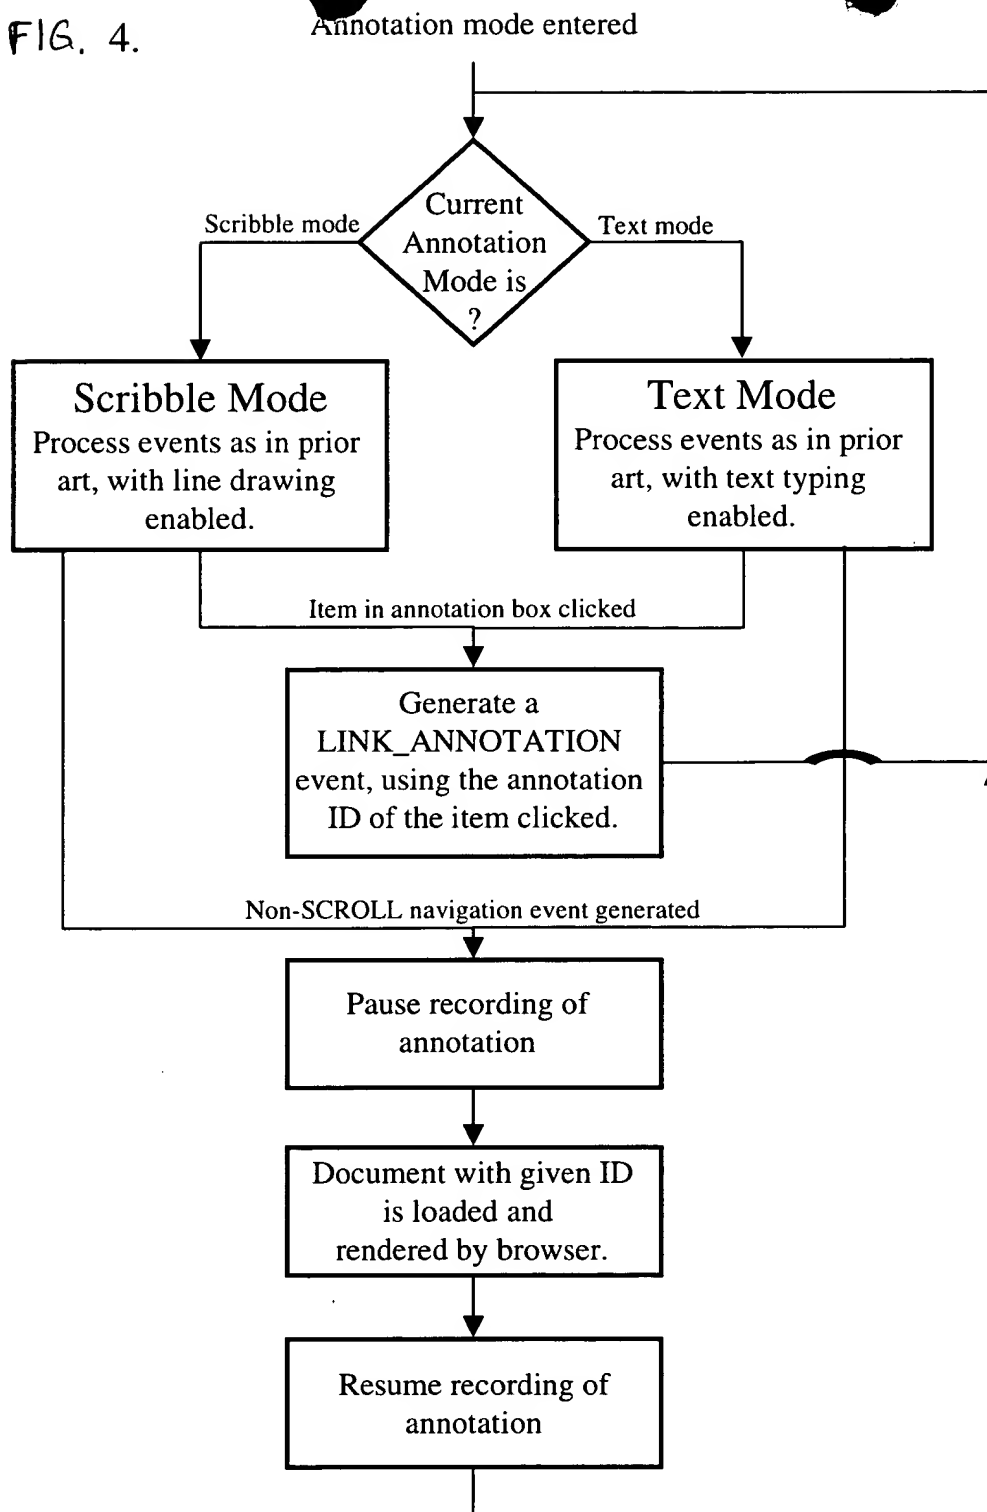 FIG. 4.
Annotation mode entered
Current
Annotation
Mode is
?
Scribble mode
Text mode
Scribble Mode
Process events as in prior
art, with line drawing
enabled.
Text Mode
Process events as in prior
art, with text typing
enabled.
Item in annotation box clicked
Generate a
LINK_ANNOTATION
event, using the annotation
ID of the item clicked.
Non-SCROLL navigation event generated
Pause recording of
annotation
Document with given ID
is loaded and
rendered by browser.
Resume recording of
annotation